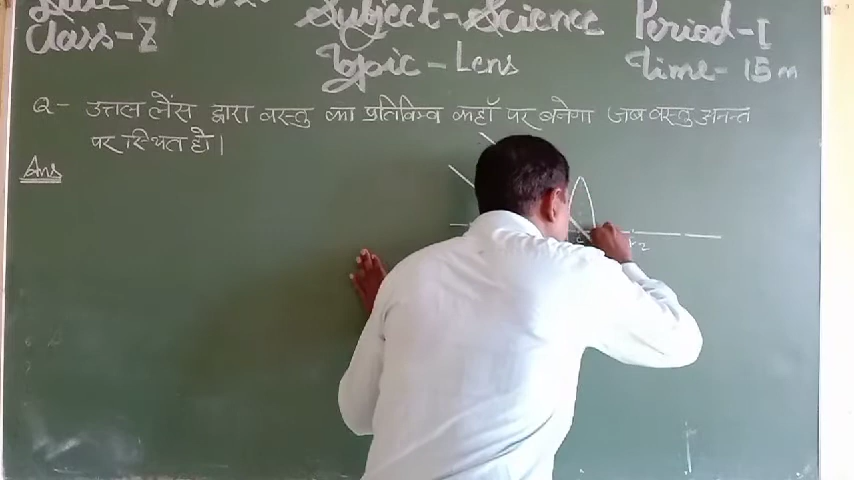 Subject-Science Period-I
Class-8
Topic-Lens Time-15m
Q- उत्तल लेंस द्वारा वस्तु का प्रतिविम्व कहाँ पर बनेगा जब वस्तु अनन्त
पर स्थित हो।
Ans